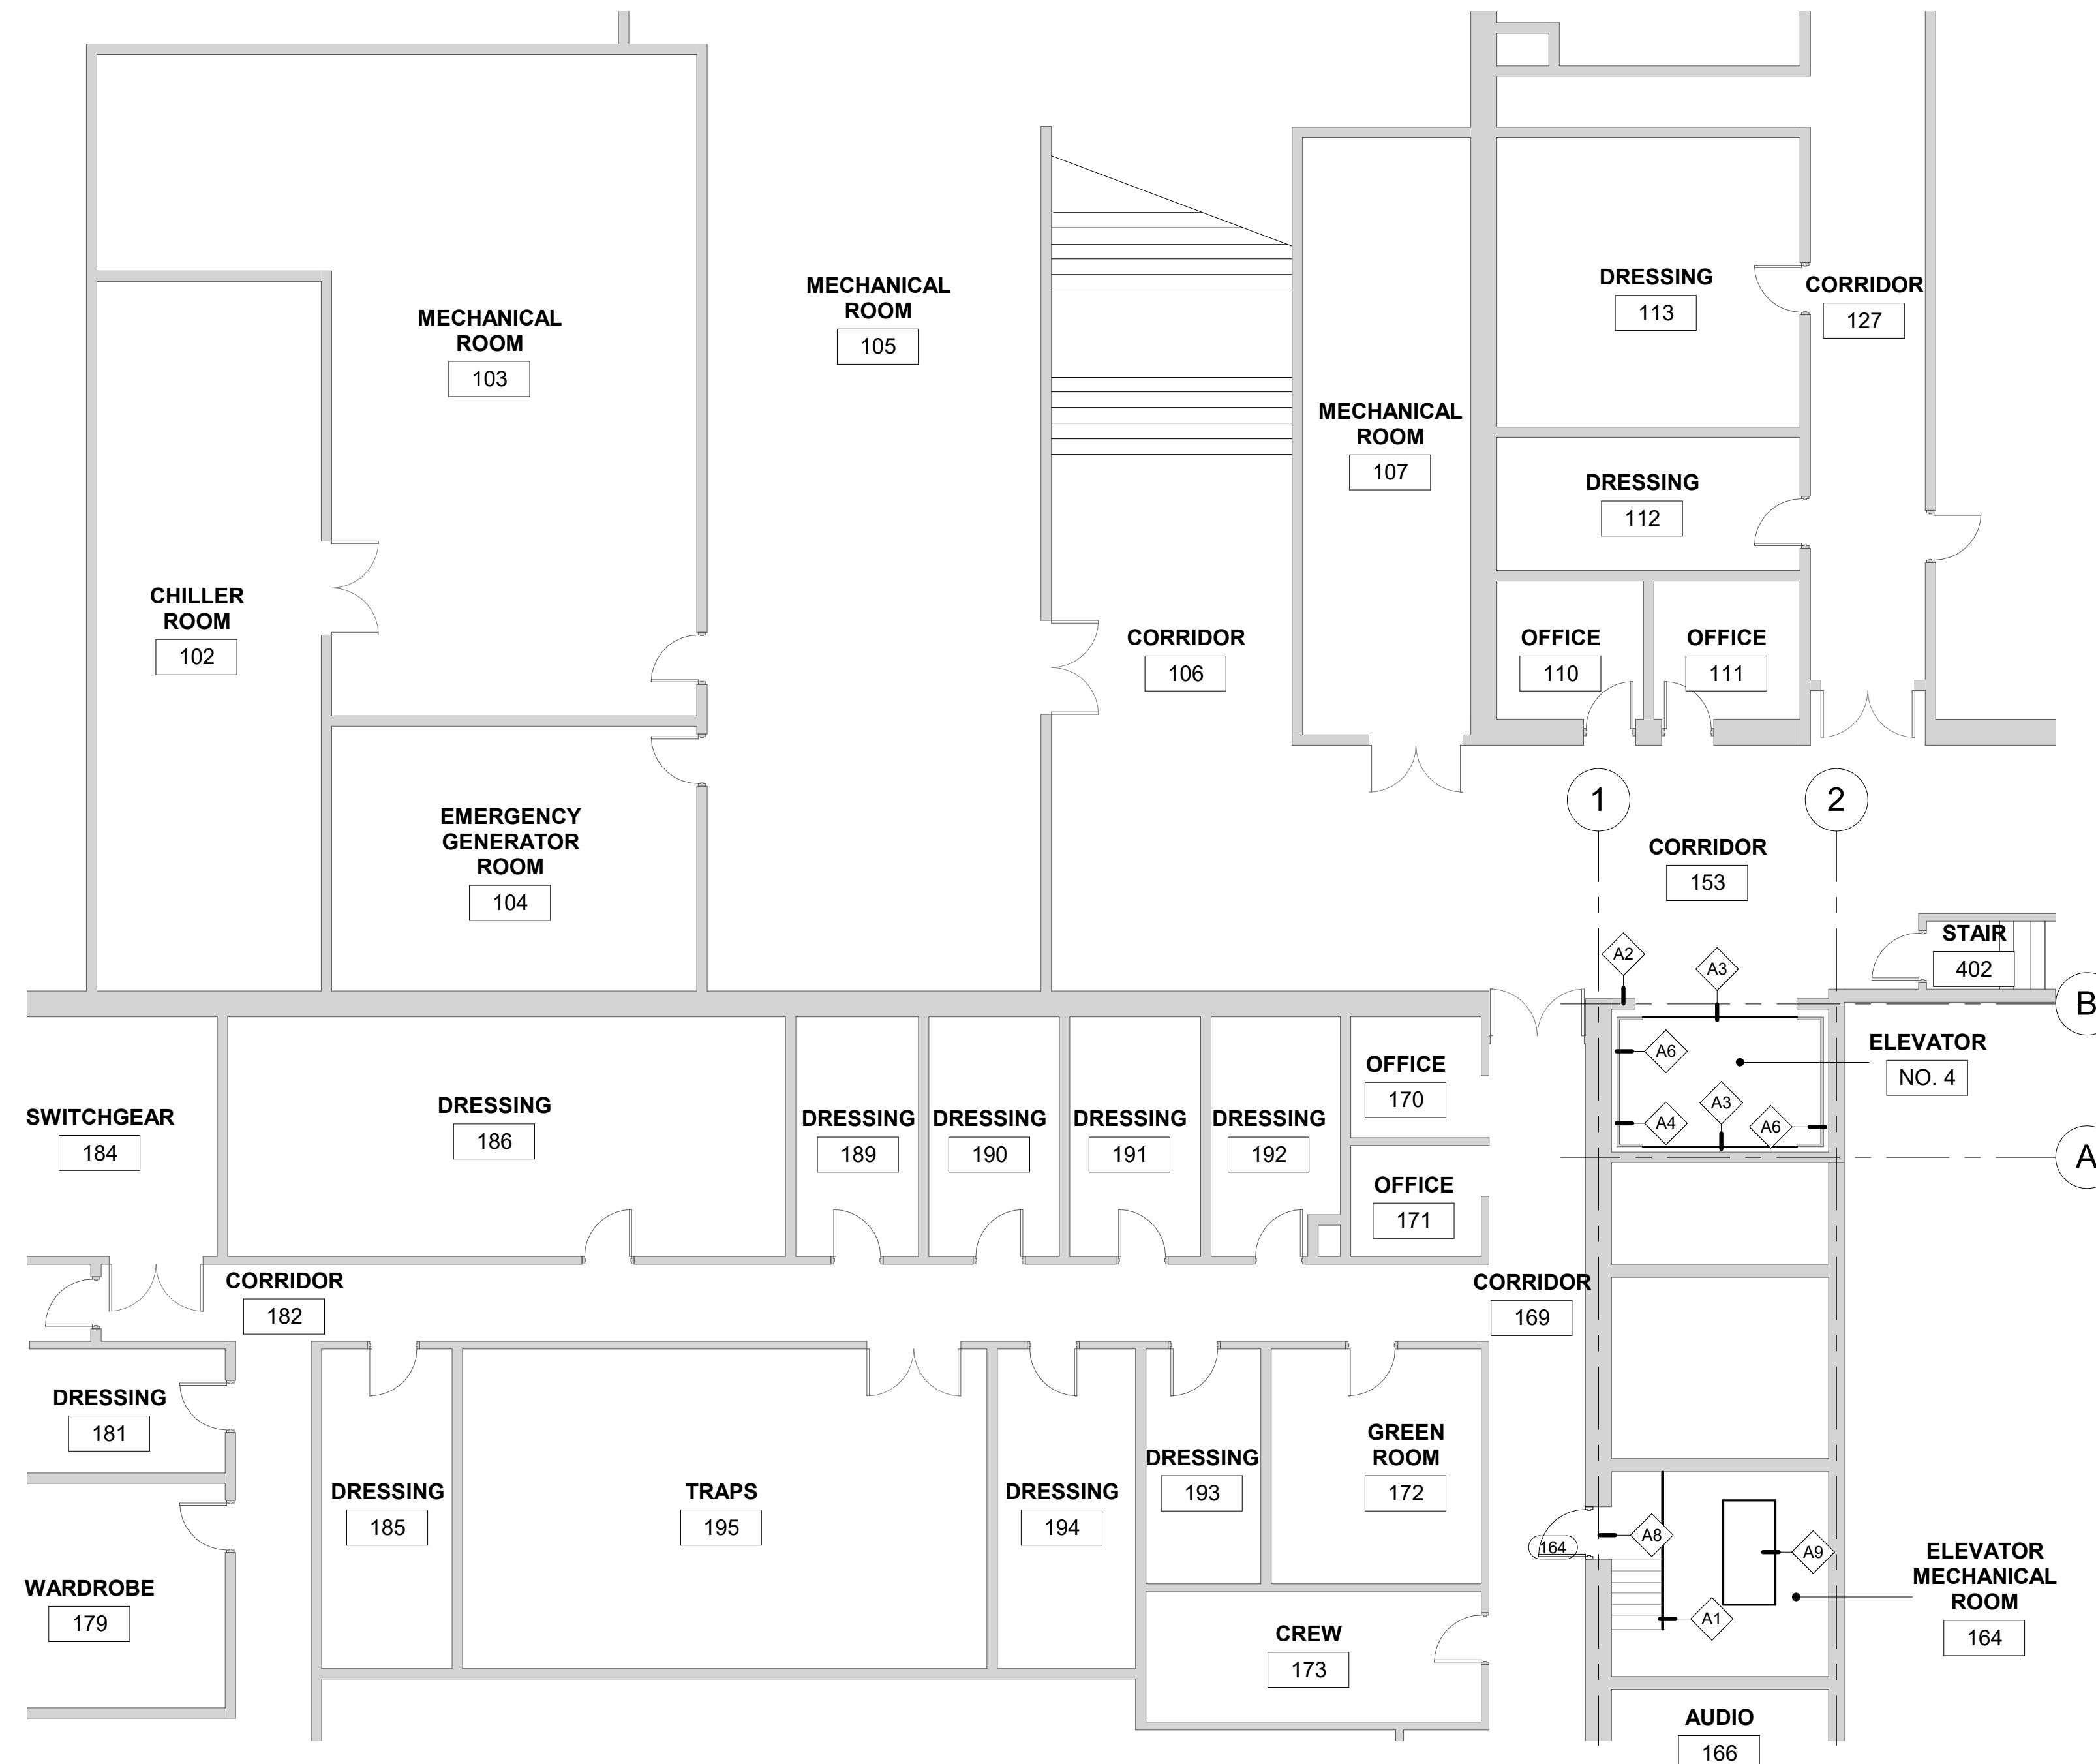 DRESSING
113
CORRIDOR
127
MECHANICAL
ROOM
105
MECHANICAL
ROOM
103
MECHANICAL
ROOM
107
DRESSING
112
CHILLER
ROOM
102
CORRIDOR
106
OFFICE
110
OFFICE
111
EMERGENCY
GENERATOR
ROOM
104
1
2
CORRIDOR
153
STAIR
402
A2
A3
B
A6
ELEVATOR
NO. 4
A4
A3
A6
A
SWITCHGEAR
184
DRESSING
186
DRESSING
189
DRESSING
190
DRESSING
191
DRESSING
192
OFFICE
170
OFFICE
171
CORRIDOR
182
CORRIDOR
169
DRESSING
181
DRESSING
185
TRAPS
195
DRESSING
194
DRESSING
193
GREEN
ROOM
172
164
A8
A9
A1
ELEVATOR
MECHANICAL
ROOM
164
WARDROBE
179
CREW
173
AUDIO
166